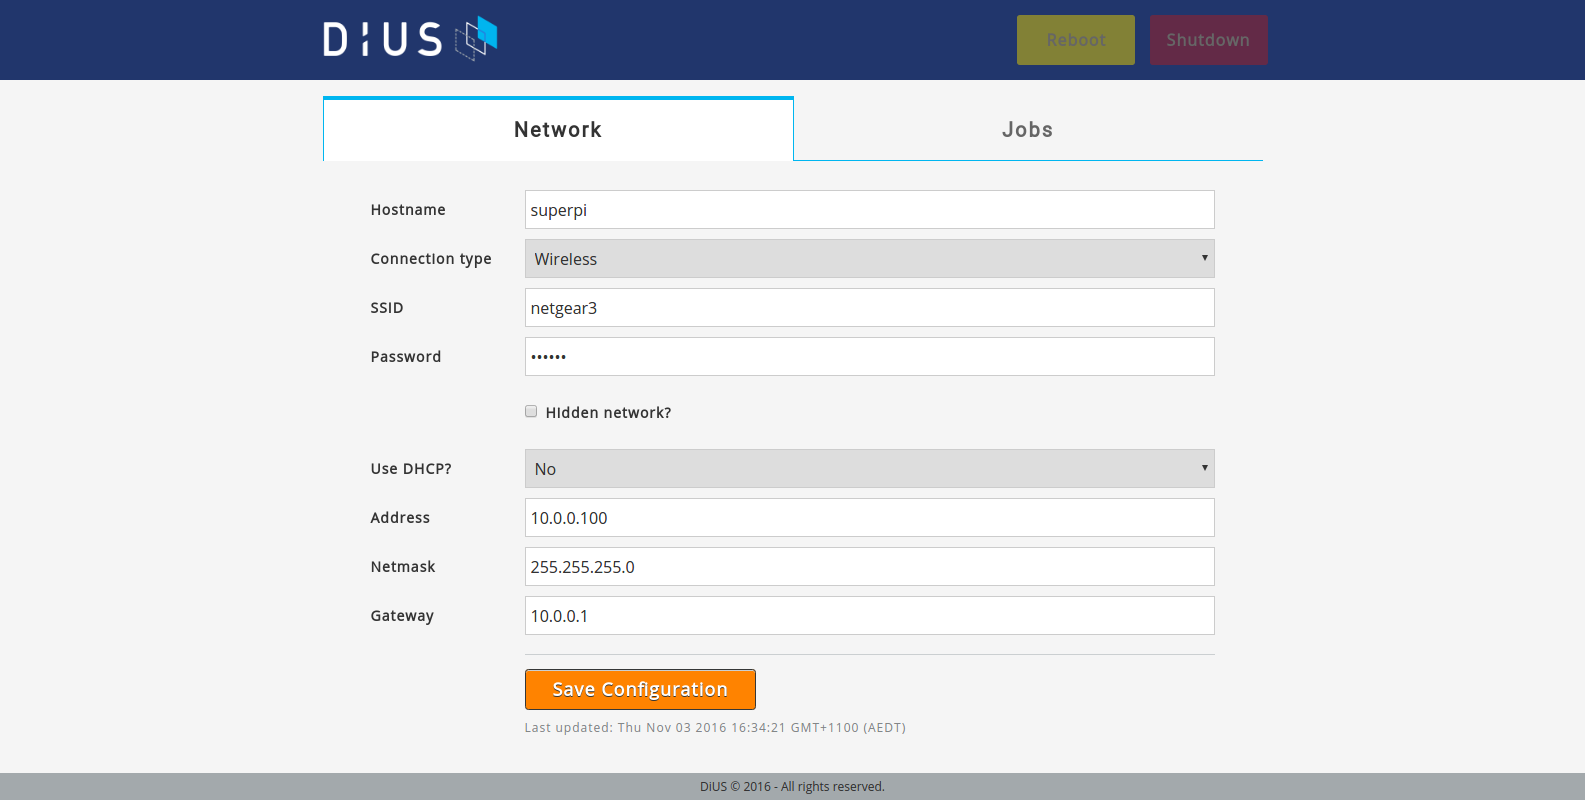 DiUS
Reboot
Shutdown
Network
Jobs
Hostname
superpi
Connection type
Wireless
SSID
netgear3
Password
••••••
Hidden network?
Use DHCP?
No
Address
10.0.0.100
Netmask
255.255.255.0
Gateway
10.0.0.1
Save Configuration
Last updated: Thu Nov 03 2016 16:34:21 GMT+1100 (AEDT)
DiUS © 2016 - All rights reserved.